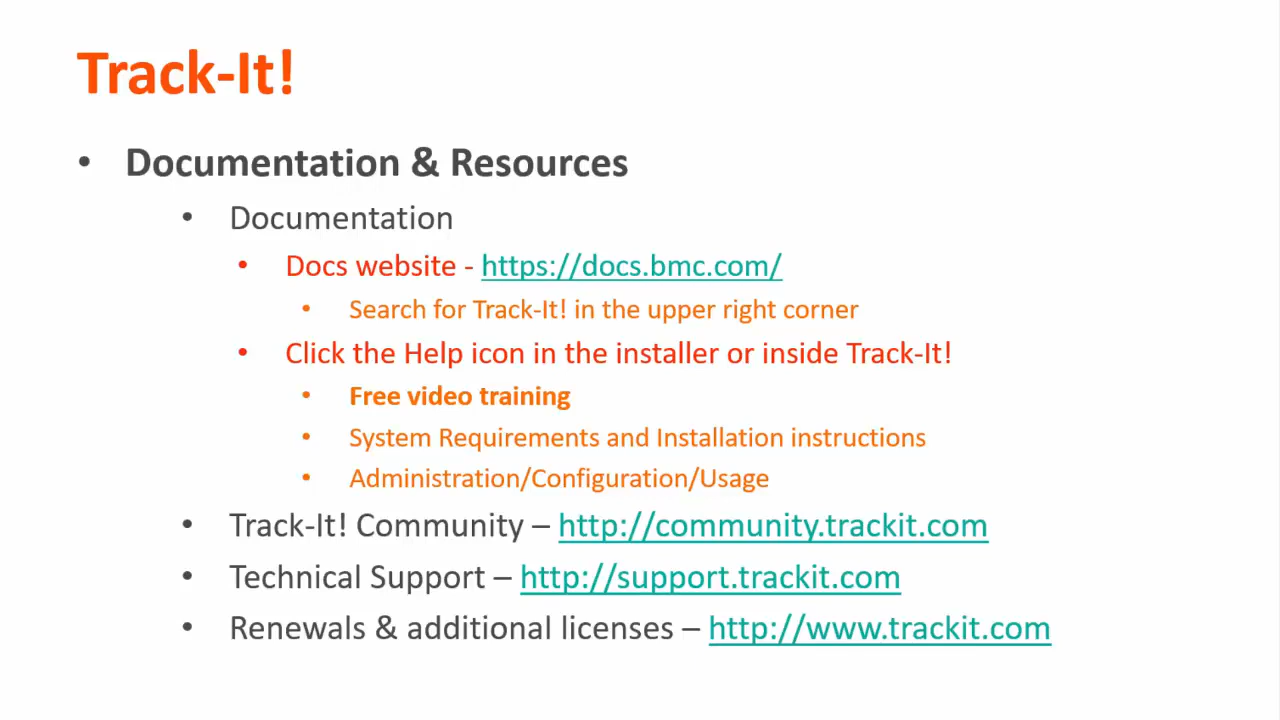 Track-It!
• Documentation & Resources
• Documentation
• Docs website - https://docs.bmc.com/
• Search for Track-It! in the upper right corner
• Click the Help icon in the installer or inside Track-It!
• Free video training
• System Requirements and Installation instructions
• Administration/Configuration/Usage
• Track-It! Community – http://community.trackit.com
• Technical Support – http://support.trackit.com
• Renewals & additional licenses – http://www.trackit.com